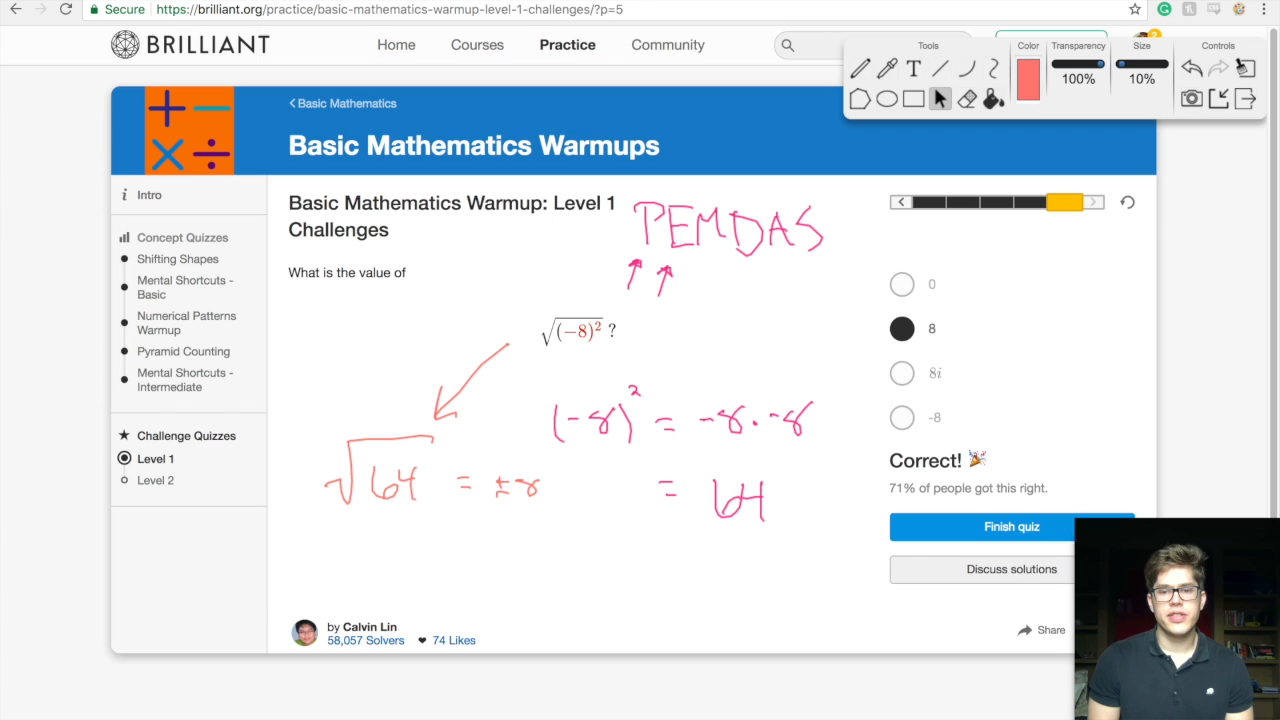 Secure https://brilliant.org/practice/basic-mathematics-warmup-level-1-challenges/?p=5
BRILLIANT
Home Courses Practice Community
2
Tools Color Transparency Size Controls
T
100% 10%
Basic Mathematics
Basic Mathematics Warmups
i Intro
Concept Quizzes
Shifting Shapes
Mental Shortcuts -
Basic
Numerical Patterns
Warmup
Pyramid Counting
Mental Shortcuts -
Intermediate
Challenge Quizzes
Level 1
Level 2
Basic Mathematics Warmup: Level 1
Challenges
PEMDAS
What is the value of
√(−8)² ?
(-8)² = -8 · -8
= 64
√64 = ±8
0
8
8i
-8
Correct! 🎉
71% of people got this right.
Finish quiz
Discuss solutions
by Calvin Lin
58,057 Solvers ♥ 74 Likes
Share